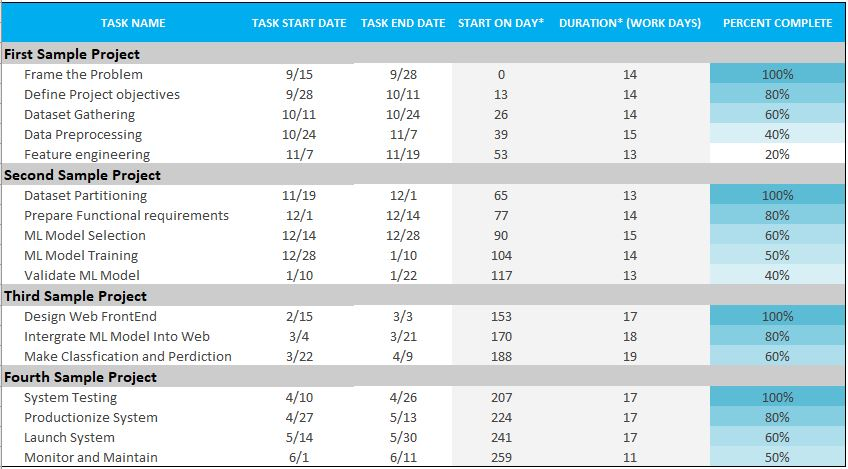 TASK NAME TASK START DATE TASK END DATE START ON DAY* DURATION* (WORK DAYS) PERCENT COMPLETE
First Sample Project
Frame the Problem 9/15 9/28 0 14 100%
Define Project objectives 9/28 10/11 13 14 80%
Dataset Gathering 10/11 10/24 26 14 60%
Data Preprocessing 10/24 11/7 39 15 40%
Feature engineering 11/7 11/19 53 13 20%
Second Sample Project
Dataset Partitioning 11/19 12/1 65 13 100%
Prepare Functional requirements 12/1 12/14 77 14 80%
ML Model Selection 12/14 12/28 90 15 60%
ML Model Training 12/28 1/10 104 14 50%
Validate ML Model 1/10 1/22 117 13 40%
Third Sample Project
Design Web FrontEnd 2/15 3/3 153 17 100%
Intergrate ML Model Into Web 3/4 3/21 170 18 80%
Make Classfication and Perdiction 3/22 4/9 188 19 60%
Fourth Sample Project
System Testing 4/10 4/26 207 17 100%
Productionize System 4/27 5/13 224 17 80%
Launch System 5/14 5/30 241 17 60%
Monitor and Maintain 6/1 6/11 259 11 50%